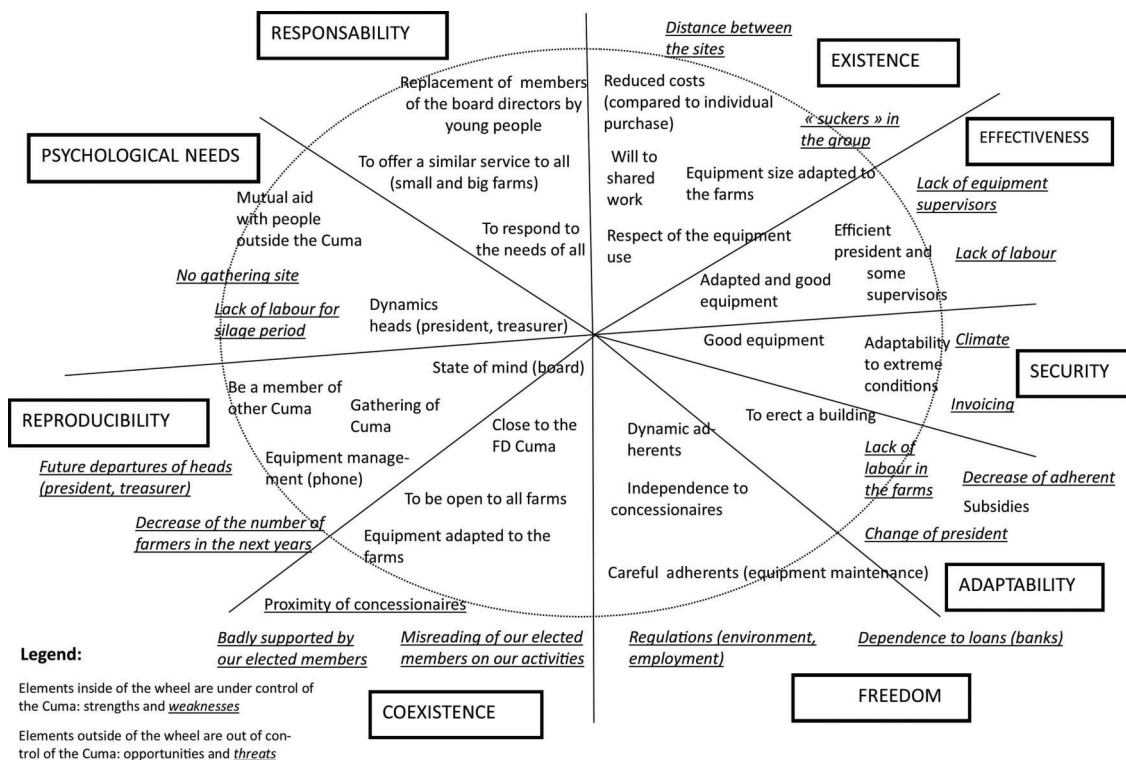 RESPONSABILITY
Replacement of members
of the board directors by
young people
To offer a similar service to all
(small and big farms)
To respond to
the needs of all
Distance between
the sites
EXISTENCE
Reduced costs
(compared to individual
purchase)
« suckers » in
the group
Will to
shared
work
Equipment size adapted to
the farms
Respect of the equipment
use
EFFECTIVENESS
Lack of equipment
supervisors
Efficient
president and
some
supervisors
Lack of labour
Adapted and good
equipment
PSYCHOLOGICAL NEEDS
Mutual aid
with people
outside the Cuma
No gathering site
Lack of labour for
silage period
Dynamics
heads (president, treasurer)
Good equipment
Adaptability
to extreme
conditions
Climate
SECURITY
Invoicing
State of mind (board)
Be a member of
other Cuma
Gathering of
Cuma
REPRODUCIBILITY
Equipment manage-
ment (phone)
Future departures of heads
(president, treasurer)
Decrease of the number of
farmers in the next years
To erect a building
Lack of
labour in
the farms
Decrease of adherent
Subsidies
Change of president
ADAPTABILITY
Close to the
FD Cuma
To be open to all farms
Equipment adapted to the
farms
Proximity of concessionaires
Badly supported by
our elected members
Misreading of our elected
members on our activities
COEXISTENCE
Dynamic ad-
herents
Independence to
concessionaires
Careful adherents (equipment maintenance)
Regulations (environment,
employment)
Dependence to loans (banks)
FREEDOM
Legend:
Elements inside of the wheel are under control of
the Cuma: strengths and weaknesses
Elements outside of the wheel are out of con-
trol of the Cuma: opportunities and threats